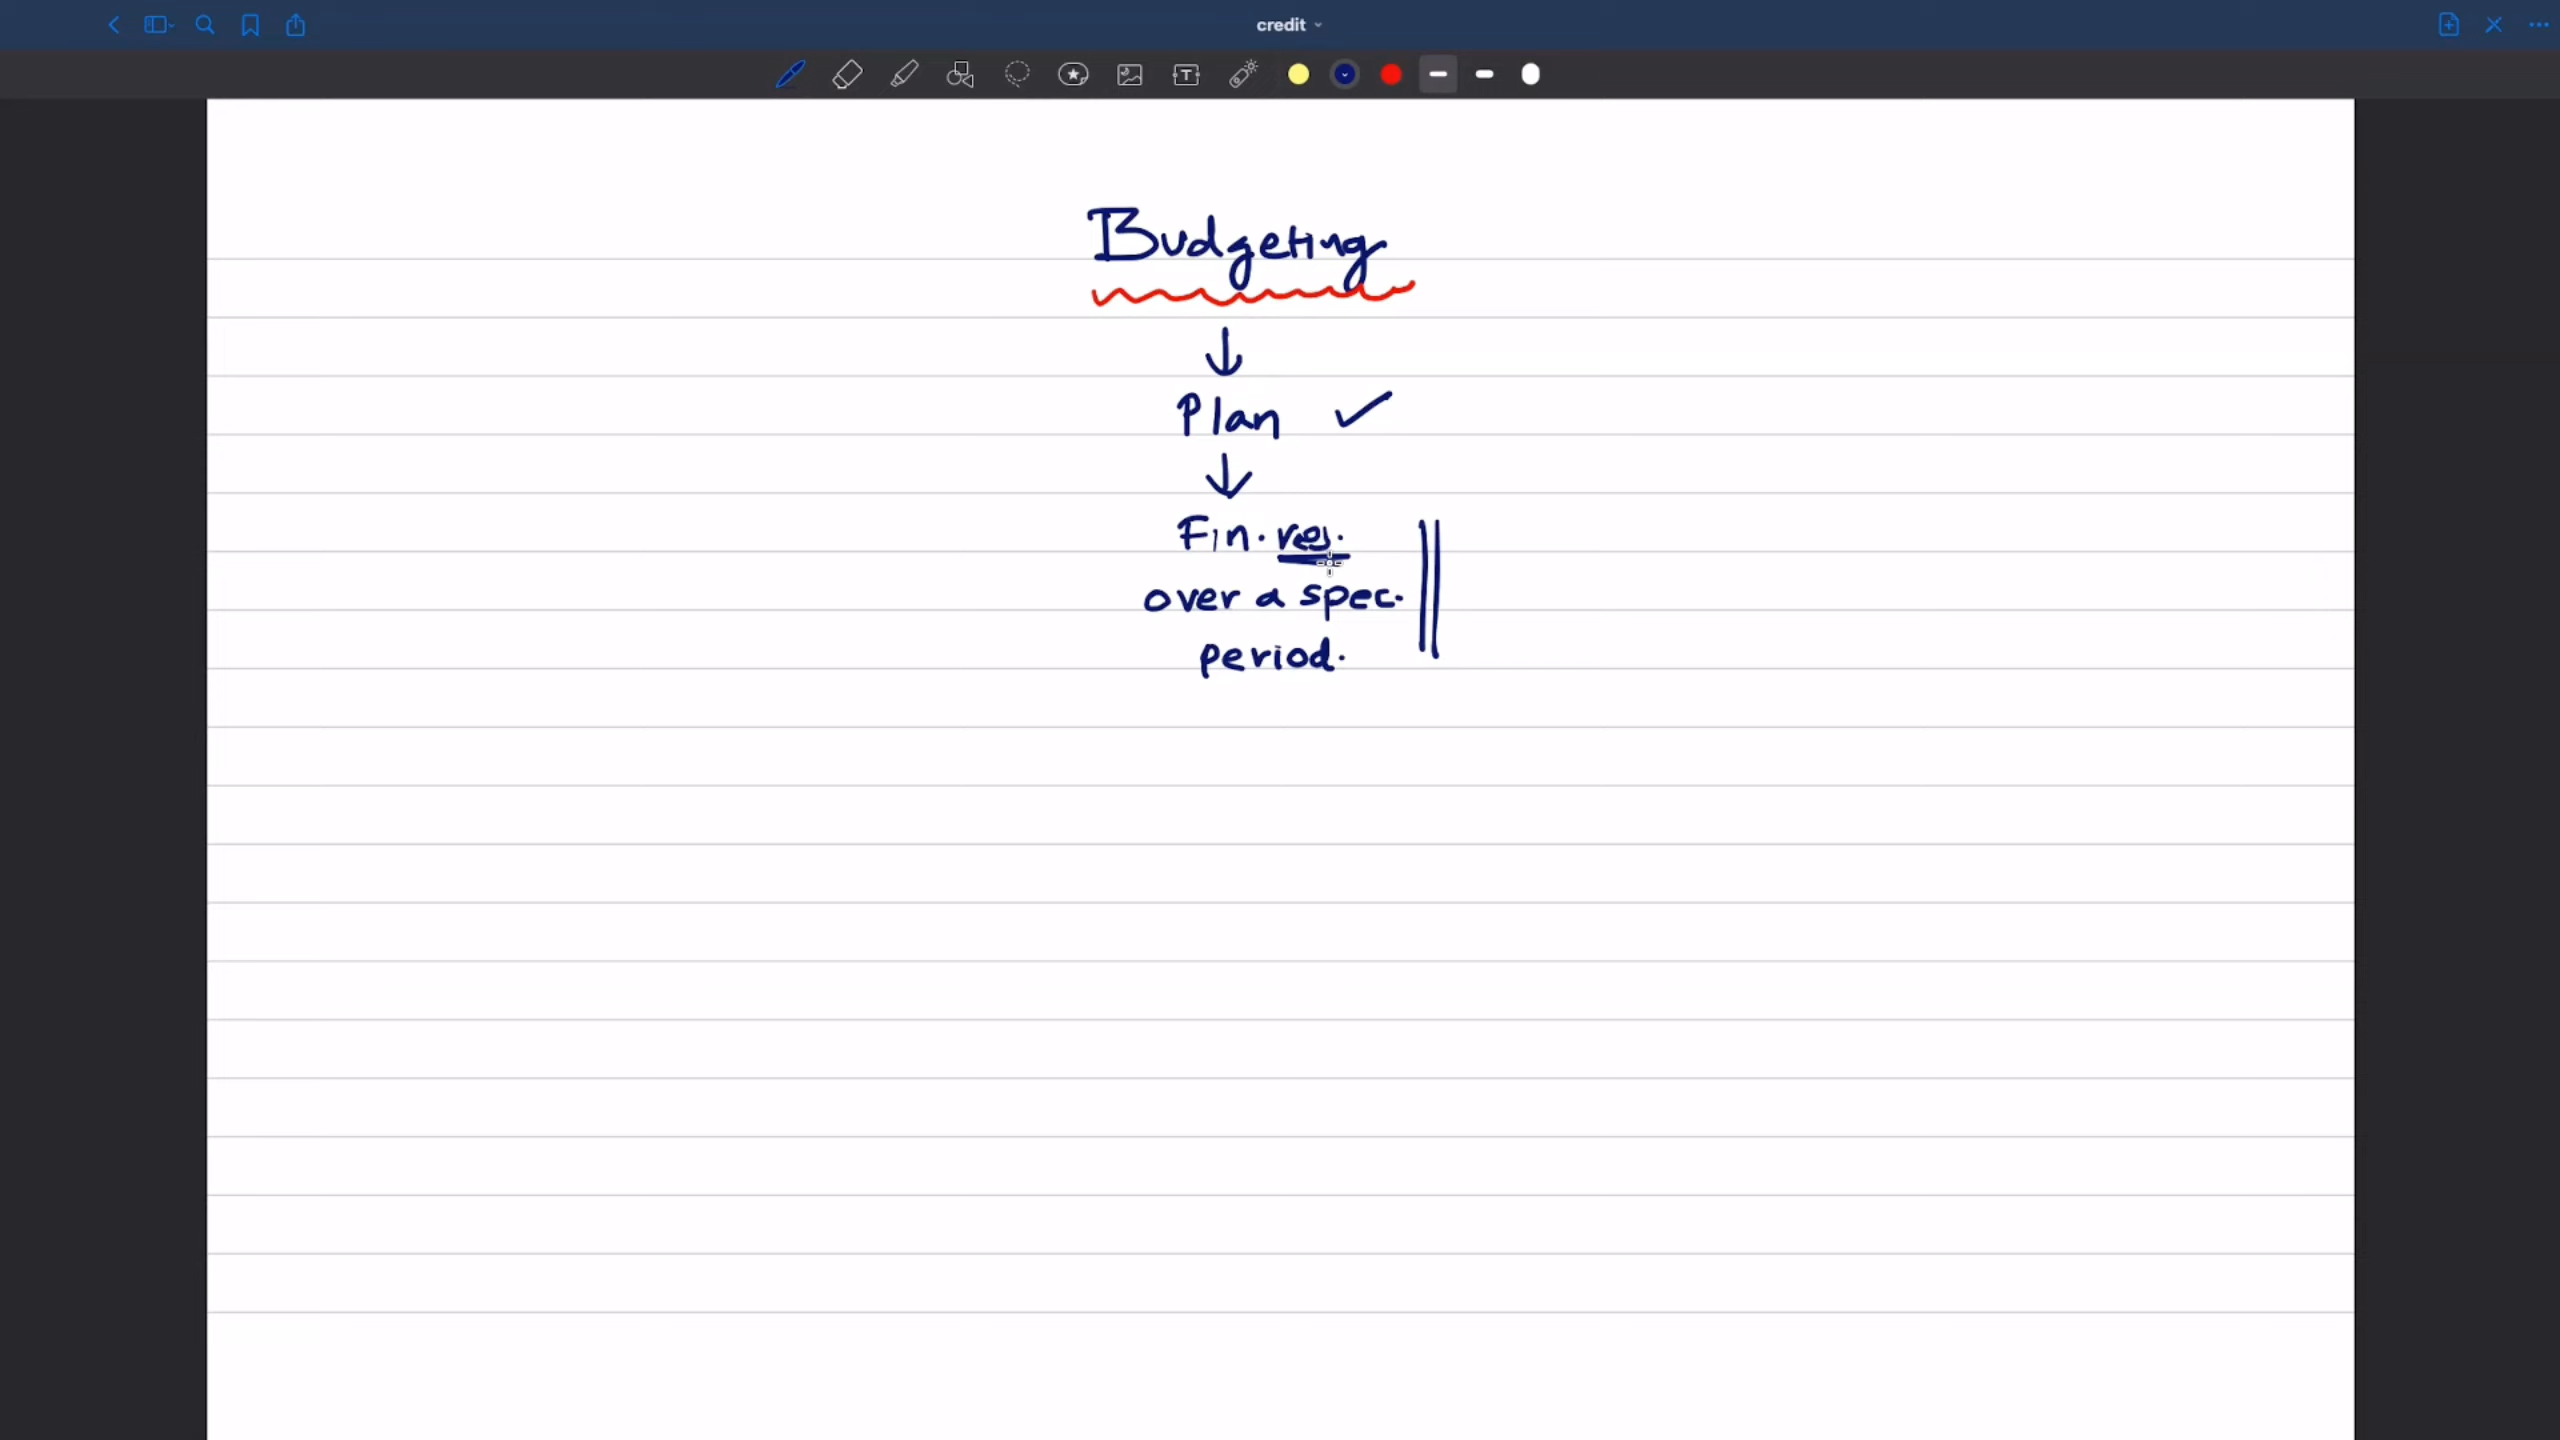 credit
Budgeting
↓
Plan ✓
↓
Fin. res.
over a spec.
period.